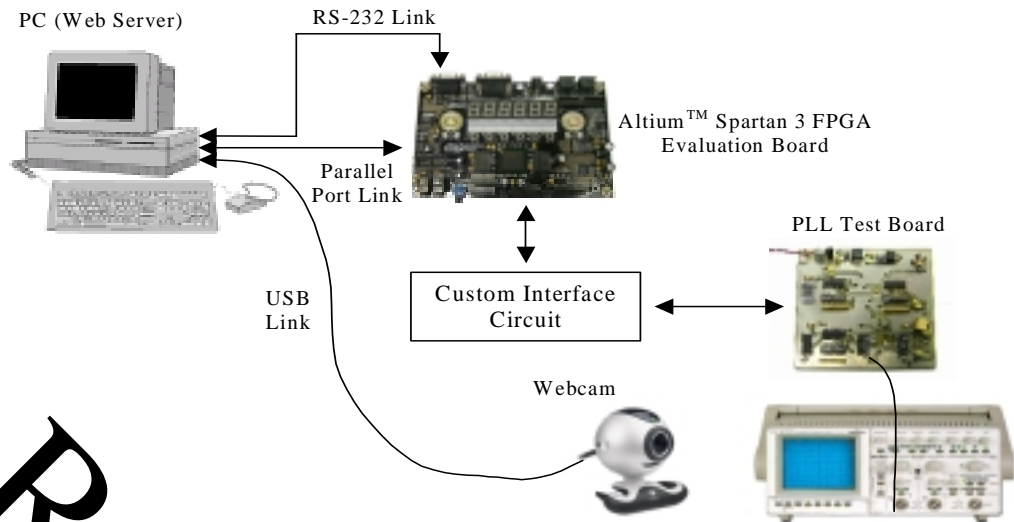 PC (Web Server)
RS-232 Link
Altium™ Spartan 3 FPGA
Evaluation Board
Parallel
Port Link
PLL Test Board
USB
Link
Custom Interface
Circuit
Webcam
R